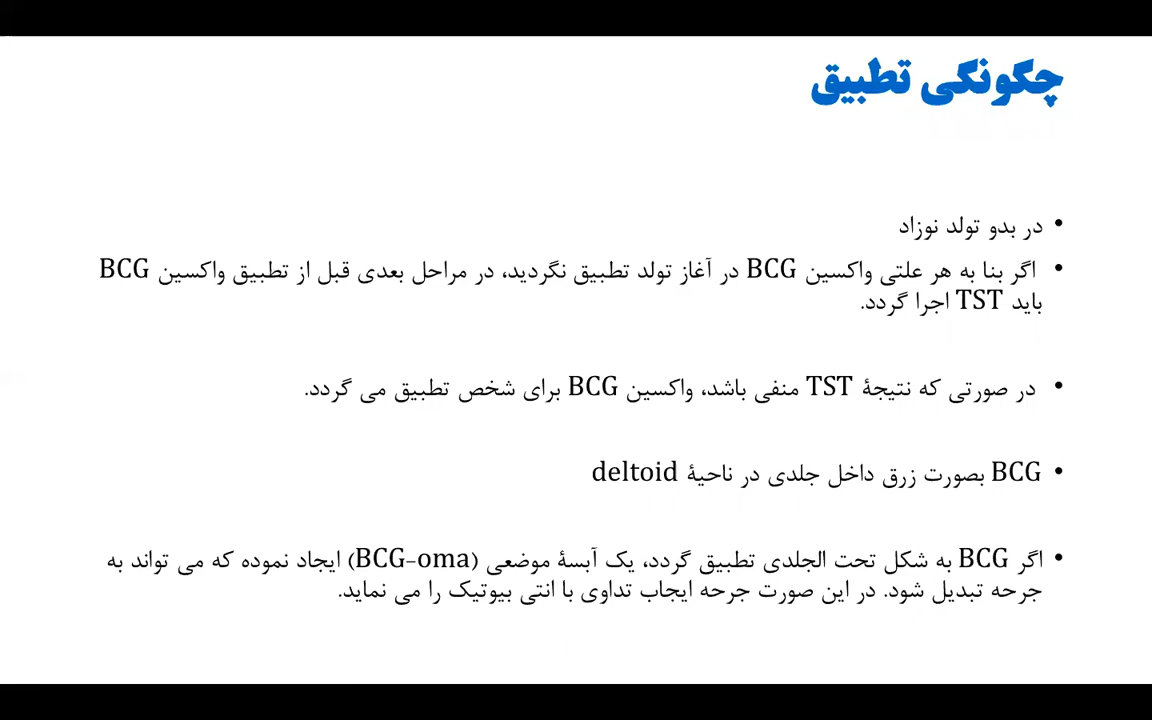 چگونگی تطبیق
• در بدو تولد نوزاد
• اگر بنا به هر علتی واکسین BCG در آغاز تولد تطبیق نگردید، در مراحل بعدی قبل از تطبیق واکسین BCG
باید TST اجرا گردد.
• در صورتی که نتیجۀ TST منفی باشد، واکسین BCG برای شخص تطبیق می گردد.
• BCG بصورت زرق داخل جلدی در ناحیۀ deltoid
• اگر BCG به شکل تحت الجلدی تطبیق گردد، یک آبسۀ موضعی (BCG-oma) ایجاد نموده که می تواند به
جرحه تبدیل شود. در این صورت جرحه ایجاب تداوی با انتی بیوتیک را می نماید.